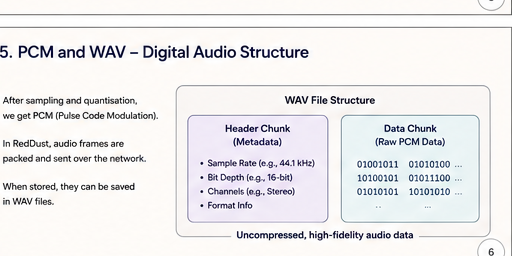 5. PCM and WAV – Digital Audio Structure
After sampling and quantisation,
we get PCM (Pulse Code Modulation).
In RedDust, audio frames are
packed and sent over the network.
When stored, they can be saved
in WAV files.
WAV File Structure
Header Chunk
(Metadata)
• Sample Rate (e.g., 44.1 kHz)
• Bit Depth (e.g., 16-bit)
• Channels (e.g., Stereo)
• Format Info
Data Chunk
(Raw PCM Data)
01001011 01010100 ...
10100101 01011100 ...
01010101 10101010 ...
.. ...
Uncompressed, high-fidelity audio data
6